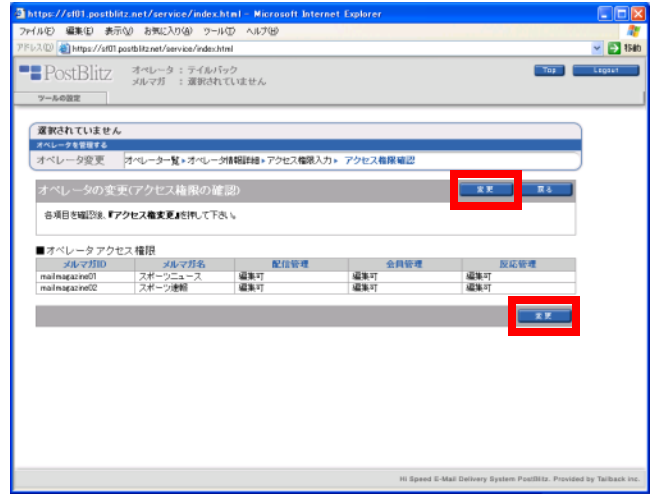 https://sf01.postblitz.net/service/index.html - Microsoft Internet Explorer
ファイル(F) 編集(E) 表示(V) お気に入り(A) ツール(T) ヘルプ(H)
アドレス(D) https://sf01.postblitz.net/service/index.html 移動
PostBlitz オペレータ : テイルバック Top Logout
メルマガ : 選択されていません
ツールの設定
選択されていません
オペレータを管理する
オペレータ変更 オペレータ一覧 オペレータ情報詳細 アクセス権限入力 アクセス権限確認
オペレータの変更(アクセス権限の確認) 変更 戻る
各項目を確認後、『アクセス権変更』を押して下さい。
■オペレータアクセス権限
メルマガID メルマガ名 配信管理 会員管理 反応管理
mailmagazine01 スポーツニュース 編集可 編集可 編集可
mailmagazine02 スポーツ速報 編集可 編集可 編集可
変更
Hi Speed E-Mail Delivery System PostBlitz. Provided by Tailback inc.